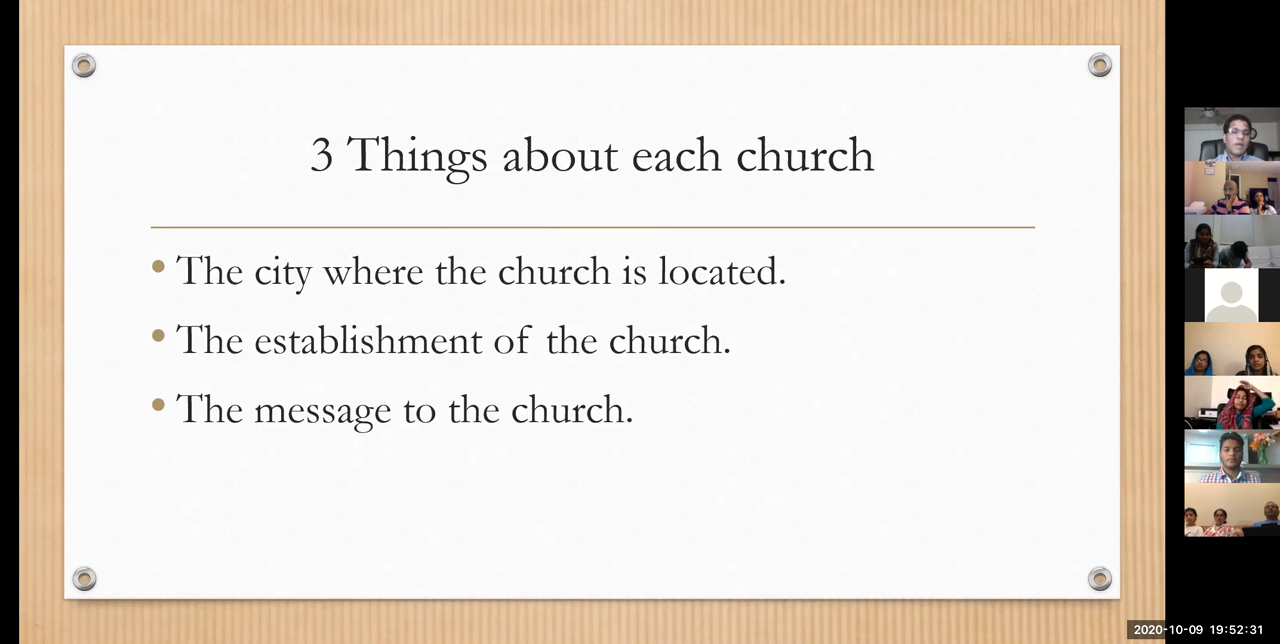 3 Things about each church
The city where the church is located.
The establishment of the church.
The message to the church.
2020-10-09 19:52:31